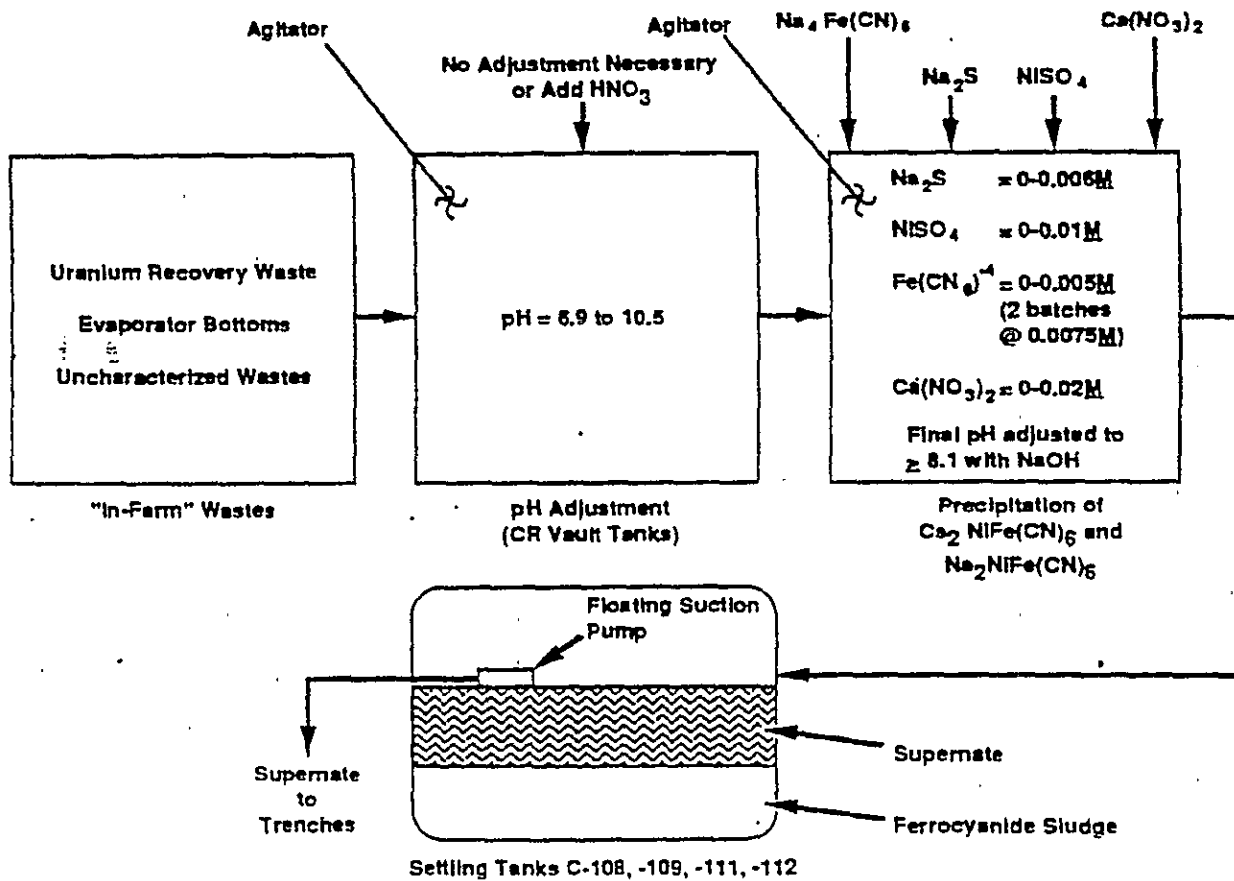 Agitator
No Adjustment Necessary
or Add HNO₃
Agitator
Na₄ Fe(CN)₆
Na₂S
NiSO₄
Ca(NO₃)₂
Uranium Recovery Waste
Evaporator Bottoms
Uncharacterized Wastes
"In-Farm" Wastes
pH = 6.9 to 10.5
pH Adjustment
(CR Vault Tanks)
Na₂S = 0-0.006M
NiSO₄ = 0-0.01M
Fe(CN₆)⁻⁴ = 0-0.005M
(2 batches
@ 0.0075M)
Ca(NO₃)₂ = 0-0.02M
Final pH adjusted to
≥ 8.1 with NaOH
Precipitation of
Cs₂ NiFe(CN)₆ and
Na₂NiFe(CN)₆
Floating Suction
Pump
Supernate
to
Trenches
Supernate
Ferrocyanide Sludge
Settling Tanks C-108, -109, -111, -112